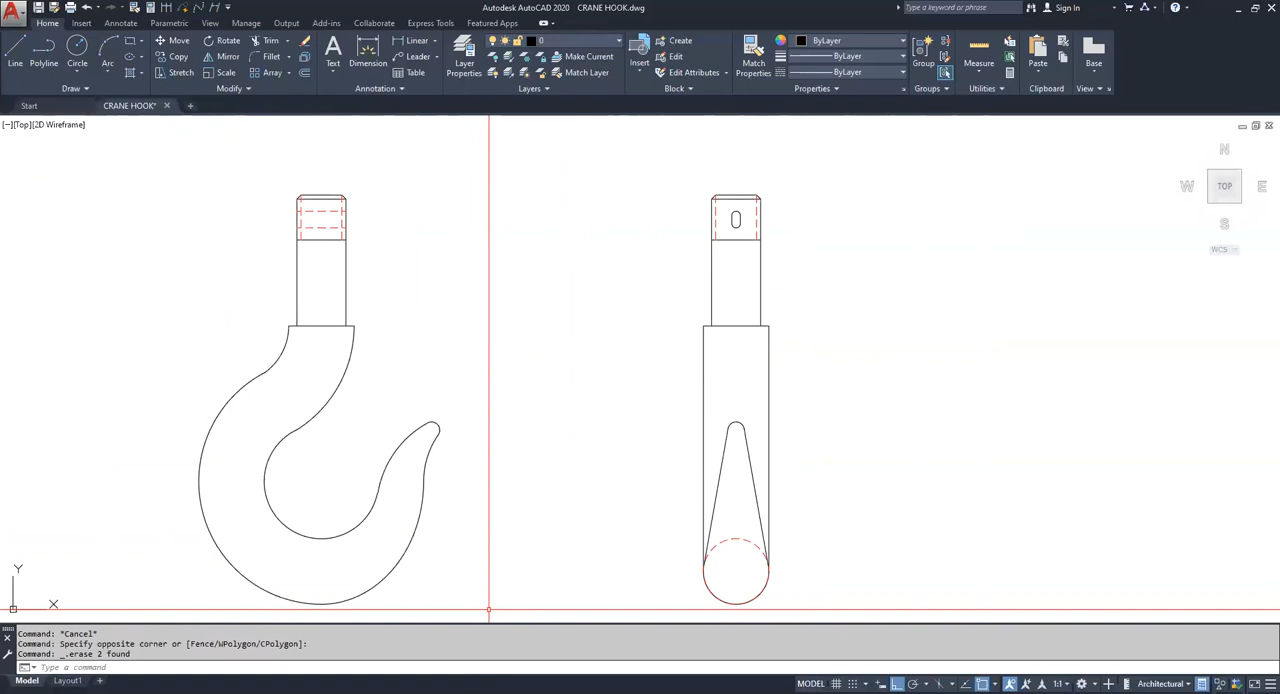 Autodesk AutoCAD 2020 CRANE HOOK.dwg
Type a keyword or phrase
Sign In
Home Insert Annotate Parametric View Manage Output Add-ins Collaborate Express Tools Featured Apps
Line
Polyline
Circle
Arc
Move
Rotate
Trim
Copy
Mirror
Fillet
Stretch
Scale
Array
Text
Dimension
Linear
Leader
Table
Layer
Properties
0
Make Current
Match Layer
Insert
Create
Edit
Edit Attributes
Match
Properties
ByLayer
ByLayer
ByLayer
Group
Measure
Paste
Base
Draw Modify Annotation Layers Block Properties Groups Utilities Clipboard View
Start CRANE HOOK*
[−][Top][2D Wireframe]
N
W TOP E
S
WCS
Y
X
Command: *Cancel*
Command: Specify opposite corner or [Fence/WPolygon/CPolygon]:
Command: _.erase 2 found
Type a command
Model Layout1
MODEL 1:1 Architectural